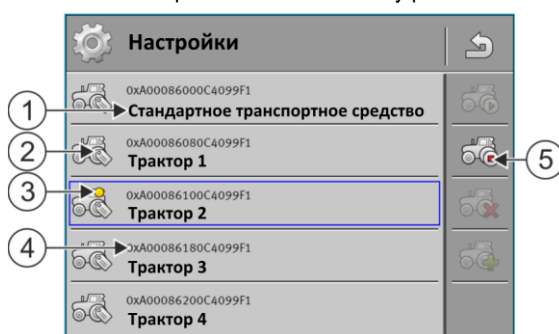 Настройки
0xA00086000C4099F1
1
Стандартное транспортное средство
0xA00086080C4099F1
2
Трактор 1
5
0xA00086100C4099F1
3
Трактор 2
0xA00086180C4099F1
4
Трактор 3
0xA00086200C4099F1
Трактор 4